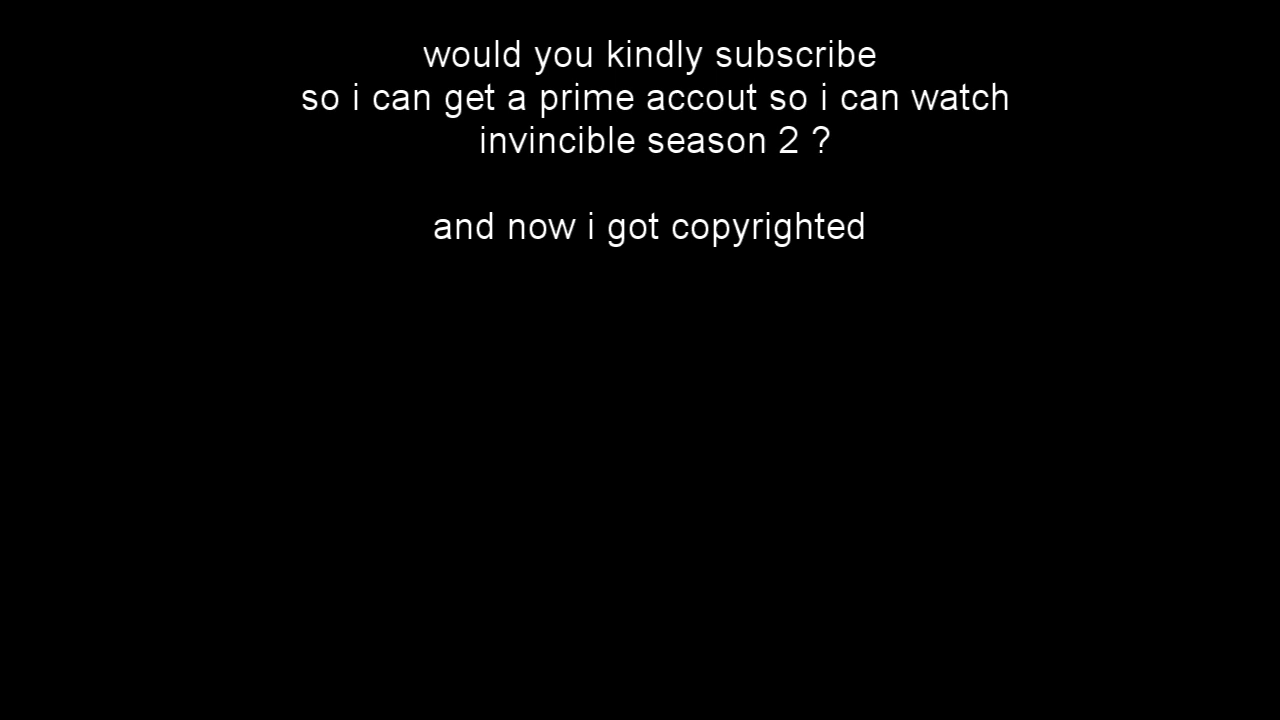 would you kindly subscribe
so i can get a prime accout so i can watch
invincible season 2 ?
and now i got copyrighted